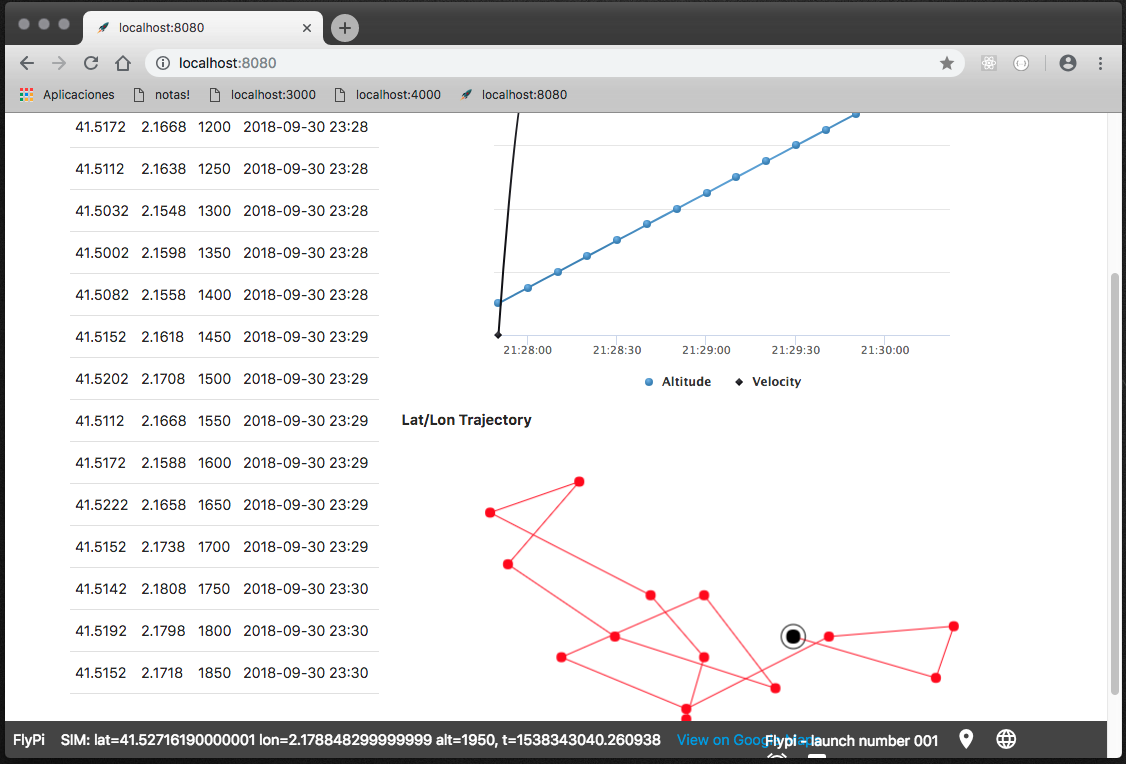 localhost:8080
localhost:8080
Aplicaciones notas! localhost:3000 localhost:4000 localhost:8080
41.5172 2.1668 1200 2018-09-30 23:28
41.5112 2.1638 1250 2018-09-30 23:28
41.5032 2.1548 1300 2018-09-30 23:28
41.5002 2.1598 1350 2018-09-30 23:28
41.5082 2.1558 1400 2018-09-30 23:28
41.5152 2.1618 1450 2018-09-30 23:29
41.5202 2.1708 1500 2018-09-30 23:29
41.5112 2.1668 1550 2018-09-30 23:29
41.5172 2.1588 1600 2018-09-30 23:29
41.5222 2.1658 1650 2018-09-30 23:29
41.5152 2.1738 1700 2018-09-30 23:29
41.5142 2.1808 1750 2018-09-30 23:30
41.5192 2.1798 1800 2018-09-30 23:30
41.5152 2.1718 1850 2018-09-30 23:30
21:28:00 21:28:30 21:29:00 21:29:30 21:30:00
Altitude Velocity
Lat/Lon Trajectory
FlyPi SIM: lat=41.52716190000001 lon=2.178848299999999 alt=1950, t=1538343040.260938 View on Google Maps
Flypi - launch number 001